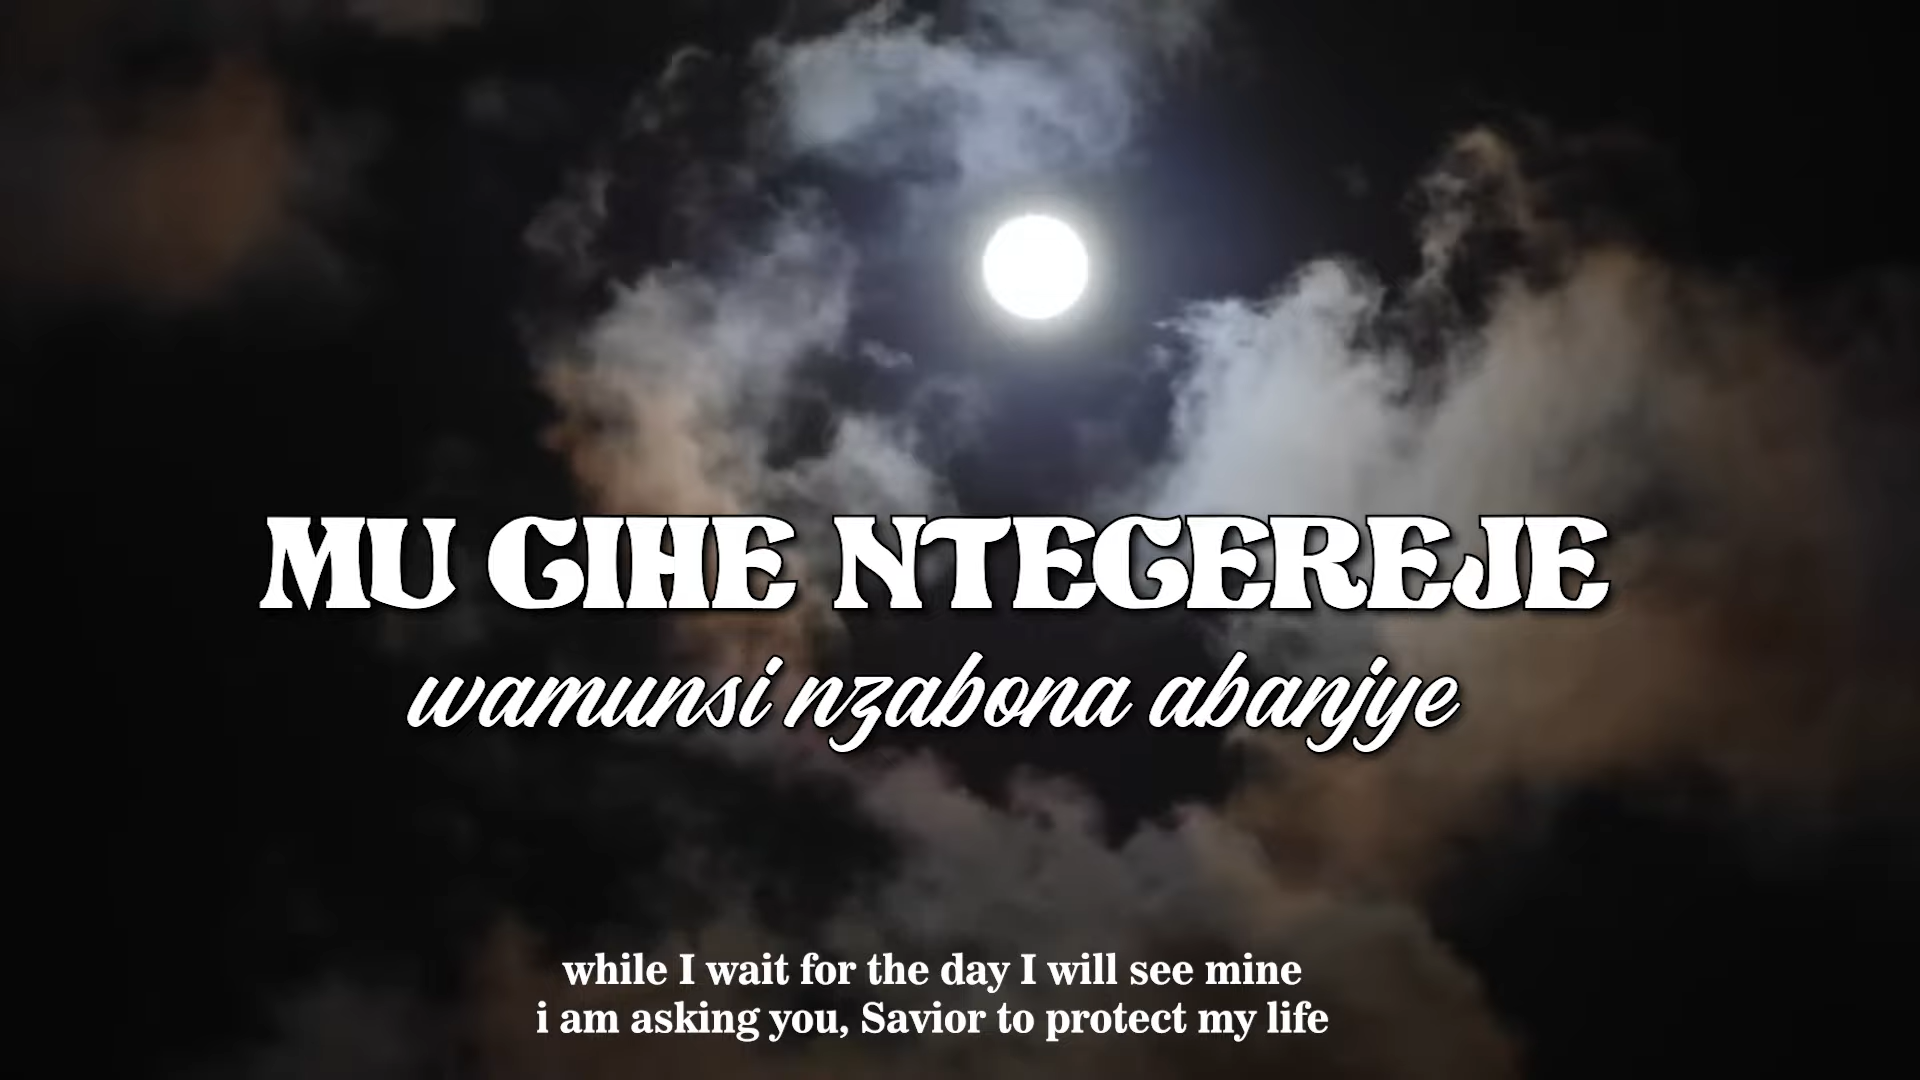 MU GIHE NTEGEREJE
wamunsi nzabona abanjye
while I wait for the day I will see mine
i am asking you, Savior to protect my life